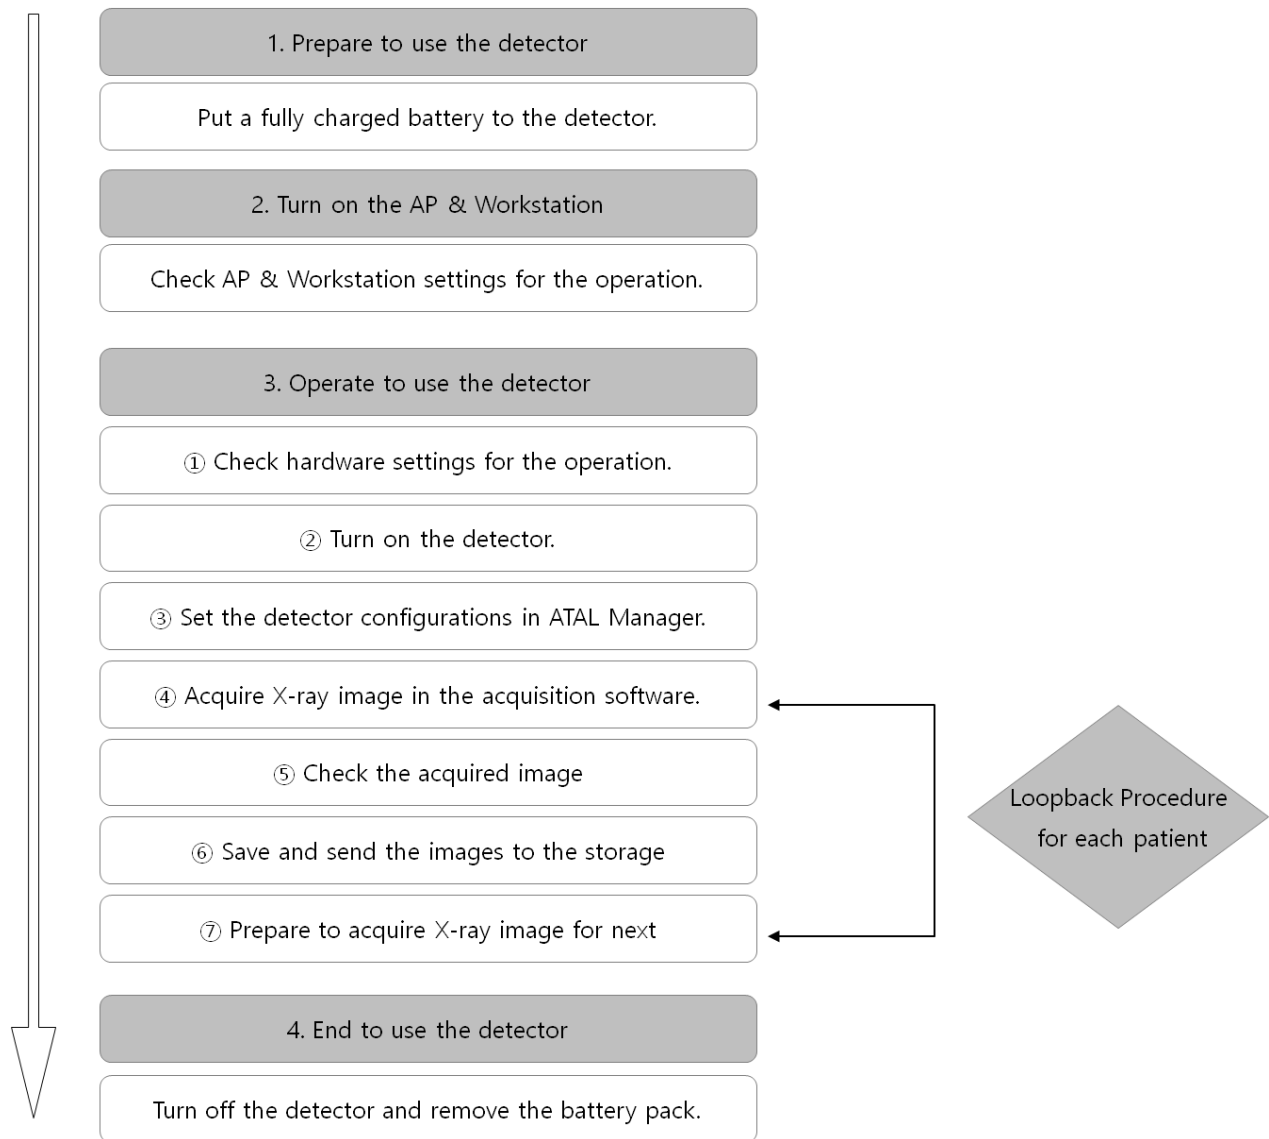 1. Prepare to use the detector
Put a fully charged battery to the detector.
2. Turn on the AP & Workstation
Check AP & Workstation settings for the operation.
3. Operate to use the detector
① Check hardware settings for the operation.
② Turn on the detector.
③ Set the detector configurations in ATAL Manager.
④ Acquire X-ray image in the acquisition software.
⑤ Check the acquired image
⑥ Save and send the images to the storage
⑦ Prepare to acquire X-ray image for next
Loopback Procedure
for each patient
4. End to use the detector
Turn off the detector and remove the battery pack.